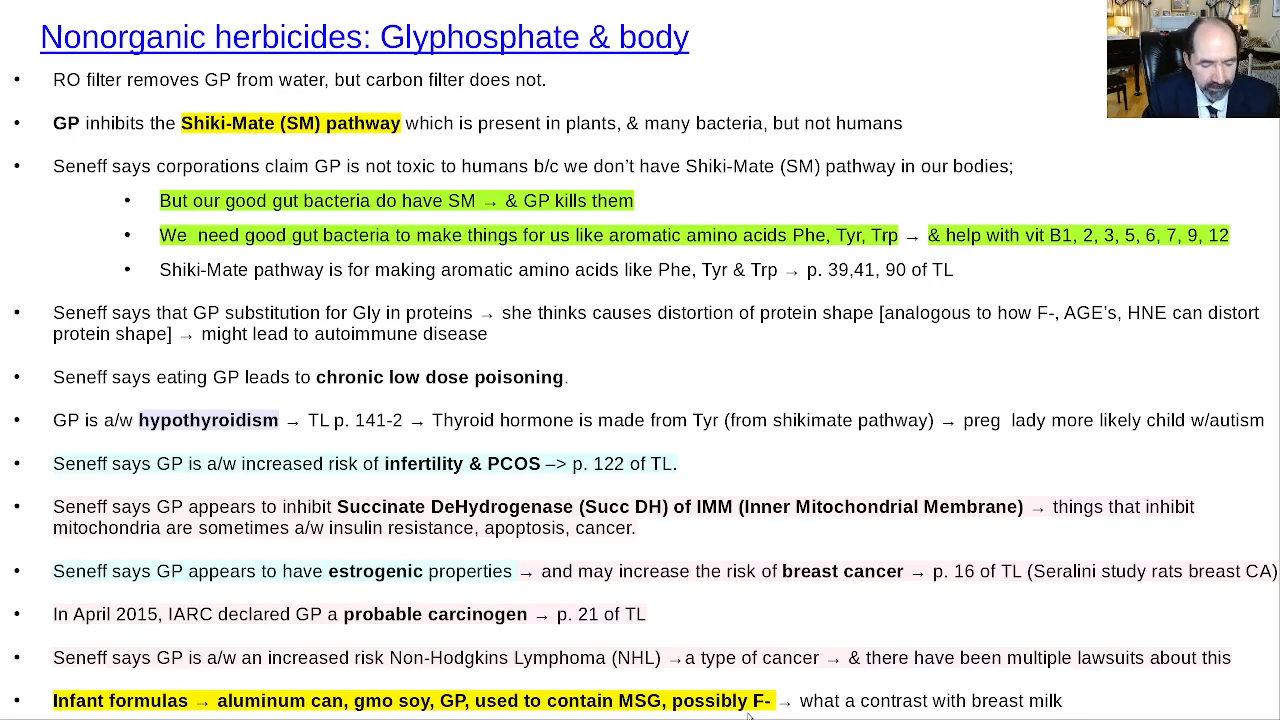 Nonorganic herbicides: Glyphosphate & body
• RO filter removes GP from water, but carbon filter does not.
• GP inhibits the Shiki-Mate (SM) pathway which is present in plants, & many bacteria, but not humans
• Seneff says corporations claim GP is not toxic to humans b/c we don’t have Shiki-Mate (SM) pathway in our bodies;
• But our good gut bacteria do have SM → & GP kills them
• We  need good gut bacteria to make things for us like aromatic amino acids Phe, Tyr, Trp → & help with vit B1, 2, 3, 5, 6, 7, 9, 12
• Shiki-Mate pathway is for making aromatic amino acids like Phe, Tyr & Trp → p. 39,41, 90 of TL
• Seneff says that GP substitution for Gly in proteins → she thinks causes distortion of protein shape [analogous to how F-, AGE’s, HNE can distort
protein shape] → might lead to autoimmune disease
• Seneff says eating GP leads to chronic low dose poisoning.
• GP is a/w hypothyroidism → TL p. 141-2 → Thyroid hormone is made from Tyr (from shikimate pathway) → preg  lady more likely child w/autism
• Seneff says GP is a/w increased risk of infertility & PCOS –> p. 122 of TL.
• Seneff says GP appears to inhibit Succinate DeHydrogenase (Succ DH) of IMM (Inner Mitochondrial Membrane) → things that inhibit
mitochondria are sometimes a/w insulin resistance, apoptosis, cancer.
• Seneff says GP appears to have estrogenic properties → and may increase the risk of breast cancer → p. 16 of TL (Seralini study rats breast CA)
• In April 2015, IARC declared GP a probable carcinogen → p. 21 of TL
• Seneff says GP is a/w an increased risk Non-Hodgkins Lymphoma (NHL) →a type of cancer → & there have been multiple lawsuits about this
• Infant formulas → aluminum can, gmo soy, GP, used to contain MSG, possibly F- → what a contrast with breast milk